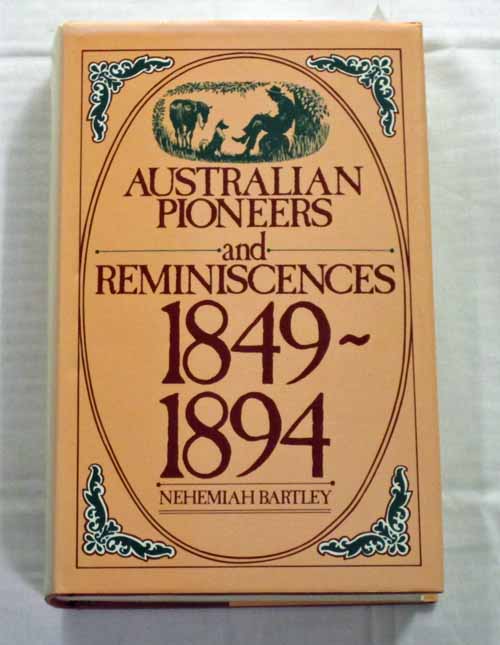 AUSTRALIAN
PIONEERS
and
REMINISCENCES
1849~
1894
NEHEMIAH BARTLEY